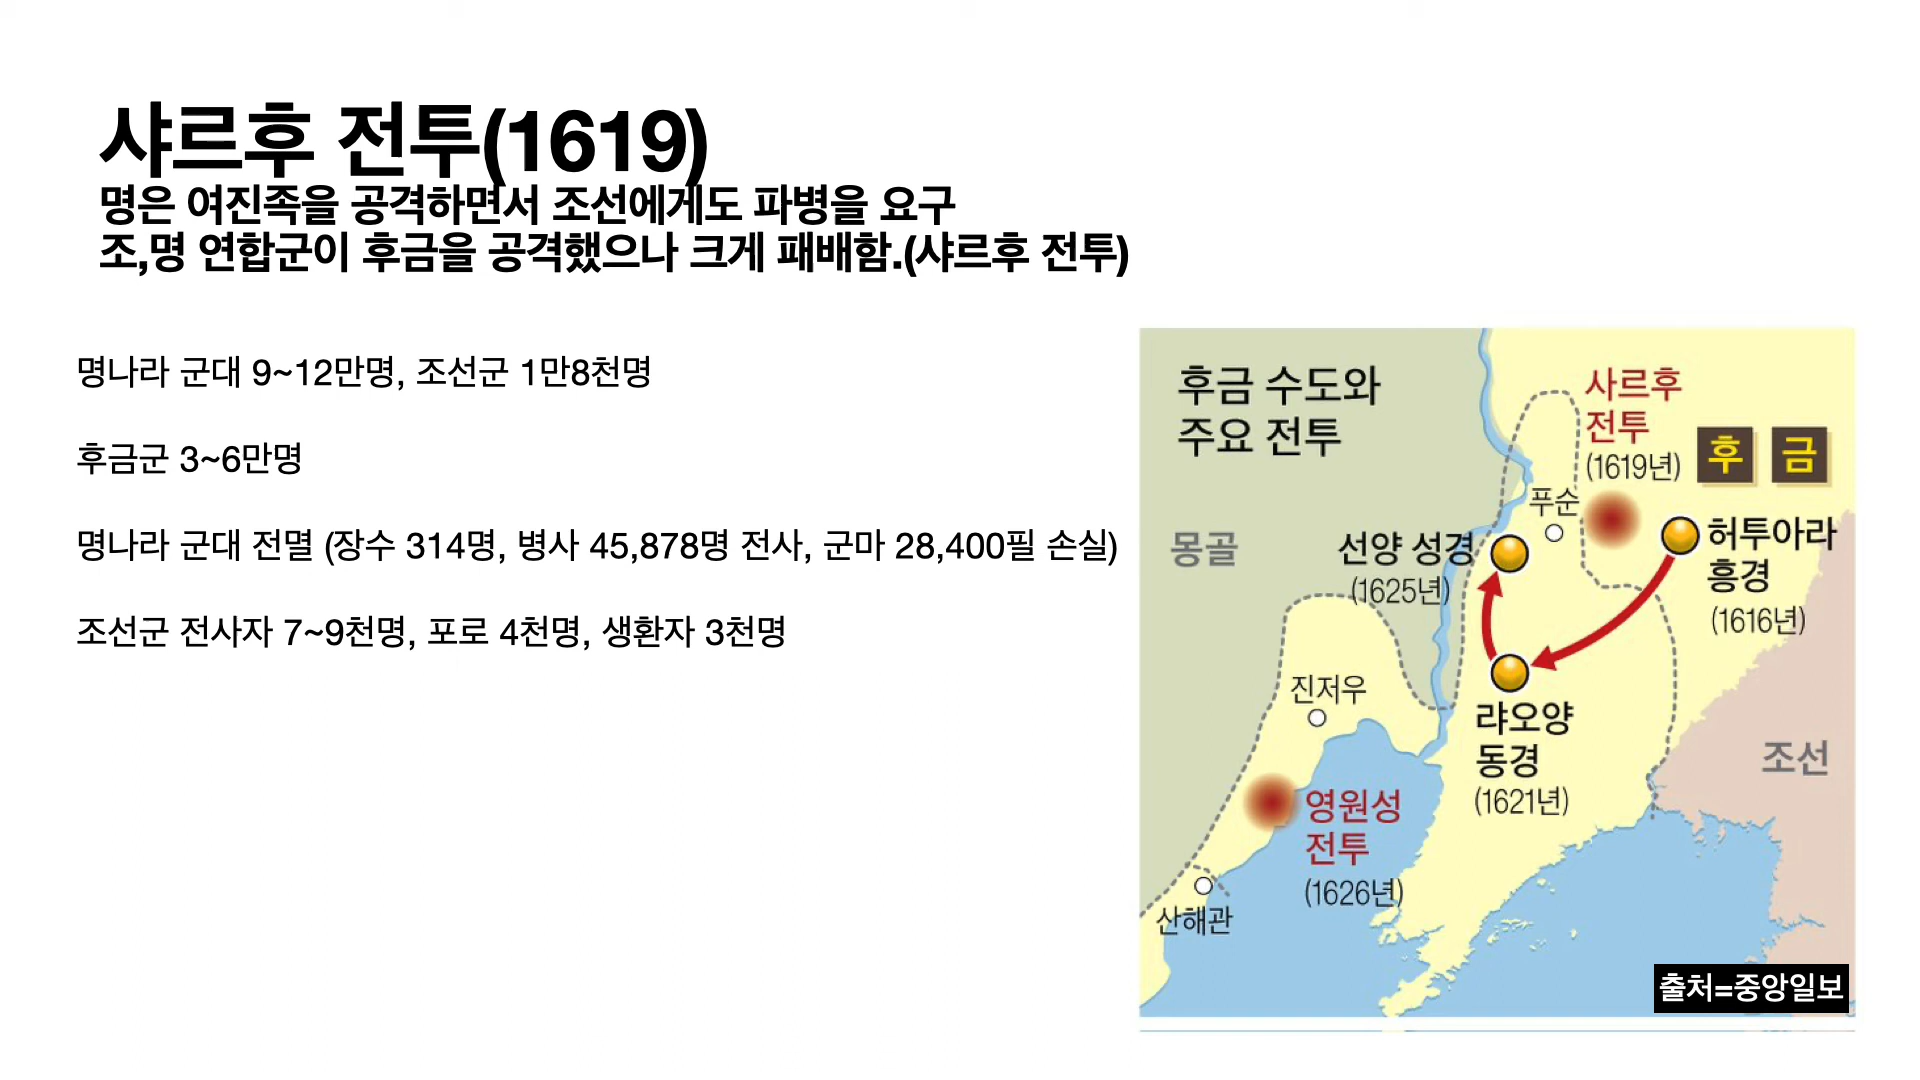 샤르후 전투(1619)
명은 여진족을 공격하면서 조선에게도 파병을 요구
조,명 연합군이 후금을 공격했으나 크게 패배함.(샤르후 전투)
명나라 군대 9~12만명, 조선군 1만8천명
후금군 3~6만명
명나라 군대 전멸 (장수 314명, 병사 45,878명 전사, 군마 28,400필 손실)
조선군 전사자 7~9천명, 포로 4천명, 생환자 3천명
후금 수도와
주요 전투
사르후
전투
(1619년)
후 금
푸순
몽골
선양 성경
(1625년)
허투아라
흥경
(1616년)
진저우
랴오양
동경
(1621년)
조선
영원성
전투
(1626년)
산해관
출처=중앙일보